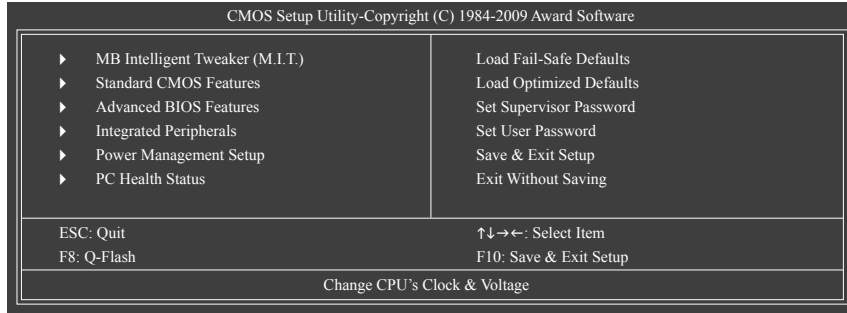 CMOS Setup Utility-Copyright (C) 1984-2009 Award Software
MB Intelligent Tweaker (M.I.T.)
Standard CMOS Features
Advanced BIOS Features
Integrated Peripherals
Power Management Setup
PC Health Status
Load Fail-Safe Defaults
Load Optimized Defaults
Set Supervisor Password
Set User Password
Save & Exit Setup
Exit Without Saving
ESC: Quit
F8: Q-Flash
↑↓→←: Select Item
F10: Save & Exit Setup
Change CPU’s Clock & Voltage